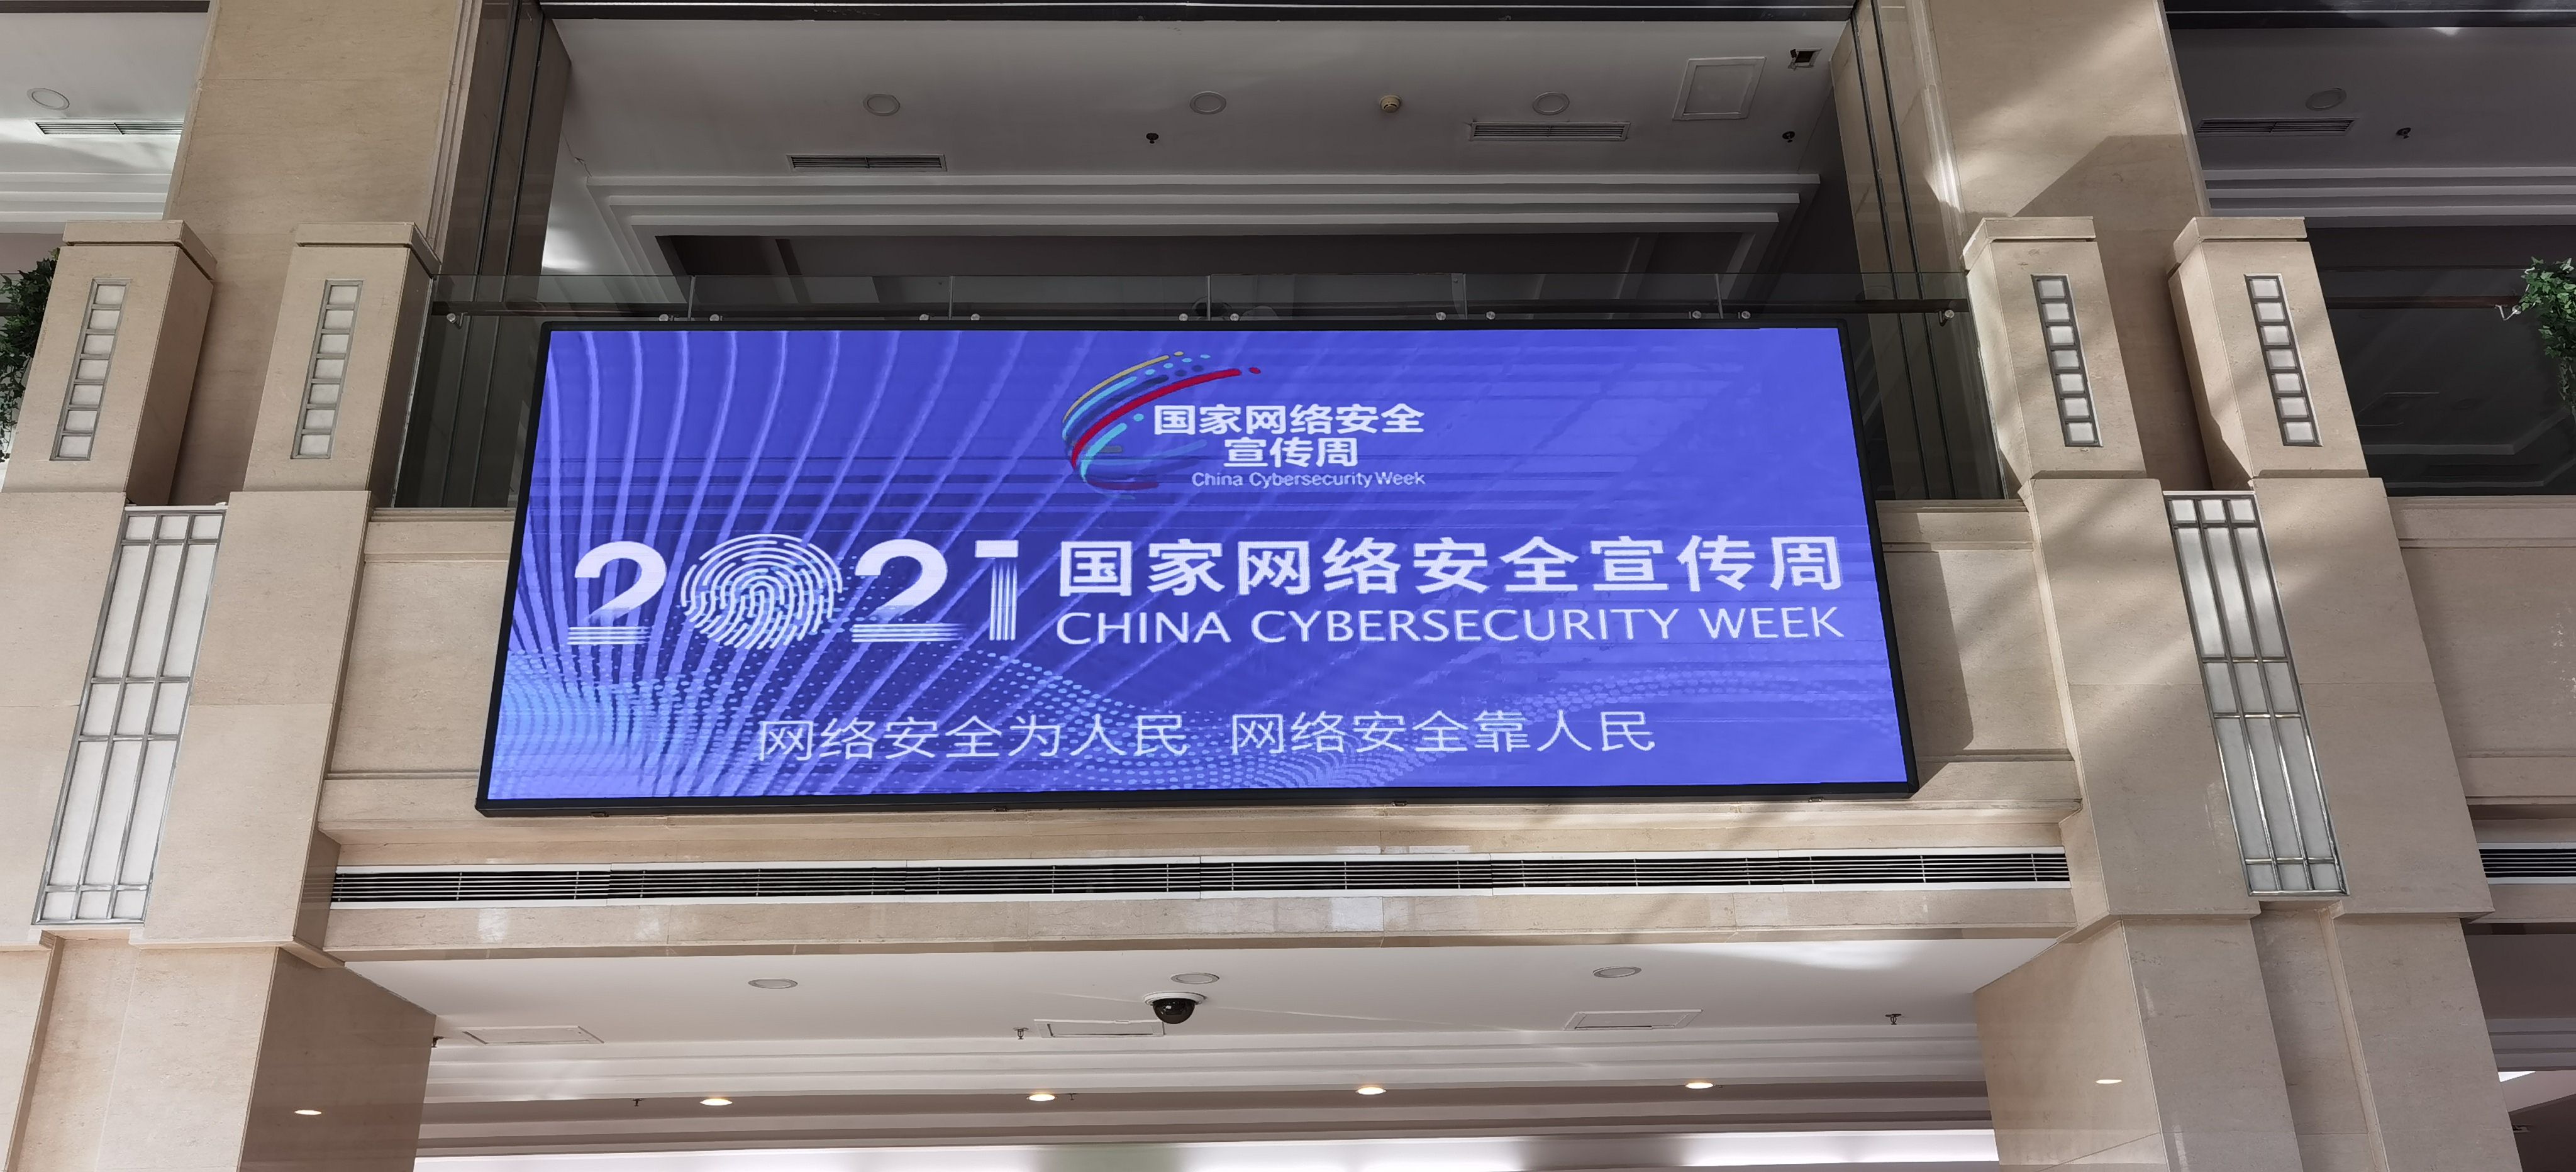 国家网络安全
宣传周
China Cybersecurity Week
2021 国家网络安全宣传周
CHINA CYBERSECURITY WEEK
网络安全为人民 网络安全靠人民